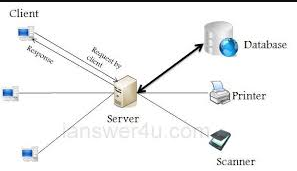 Client
Response
Request by
client
Database
Server
Printer
ianswer4u.com
Scanner